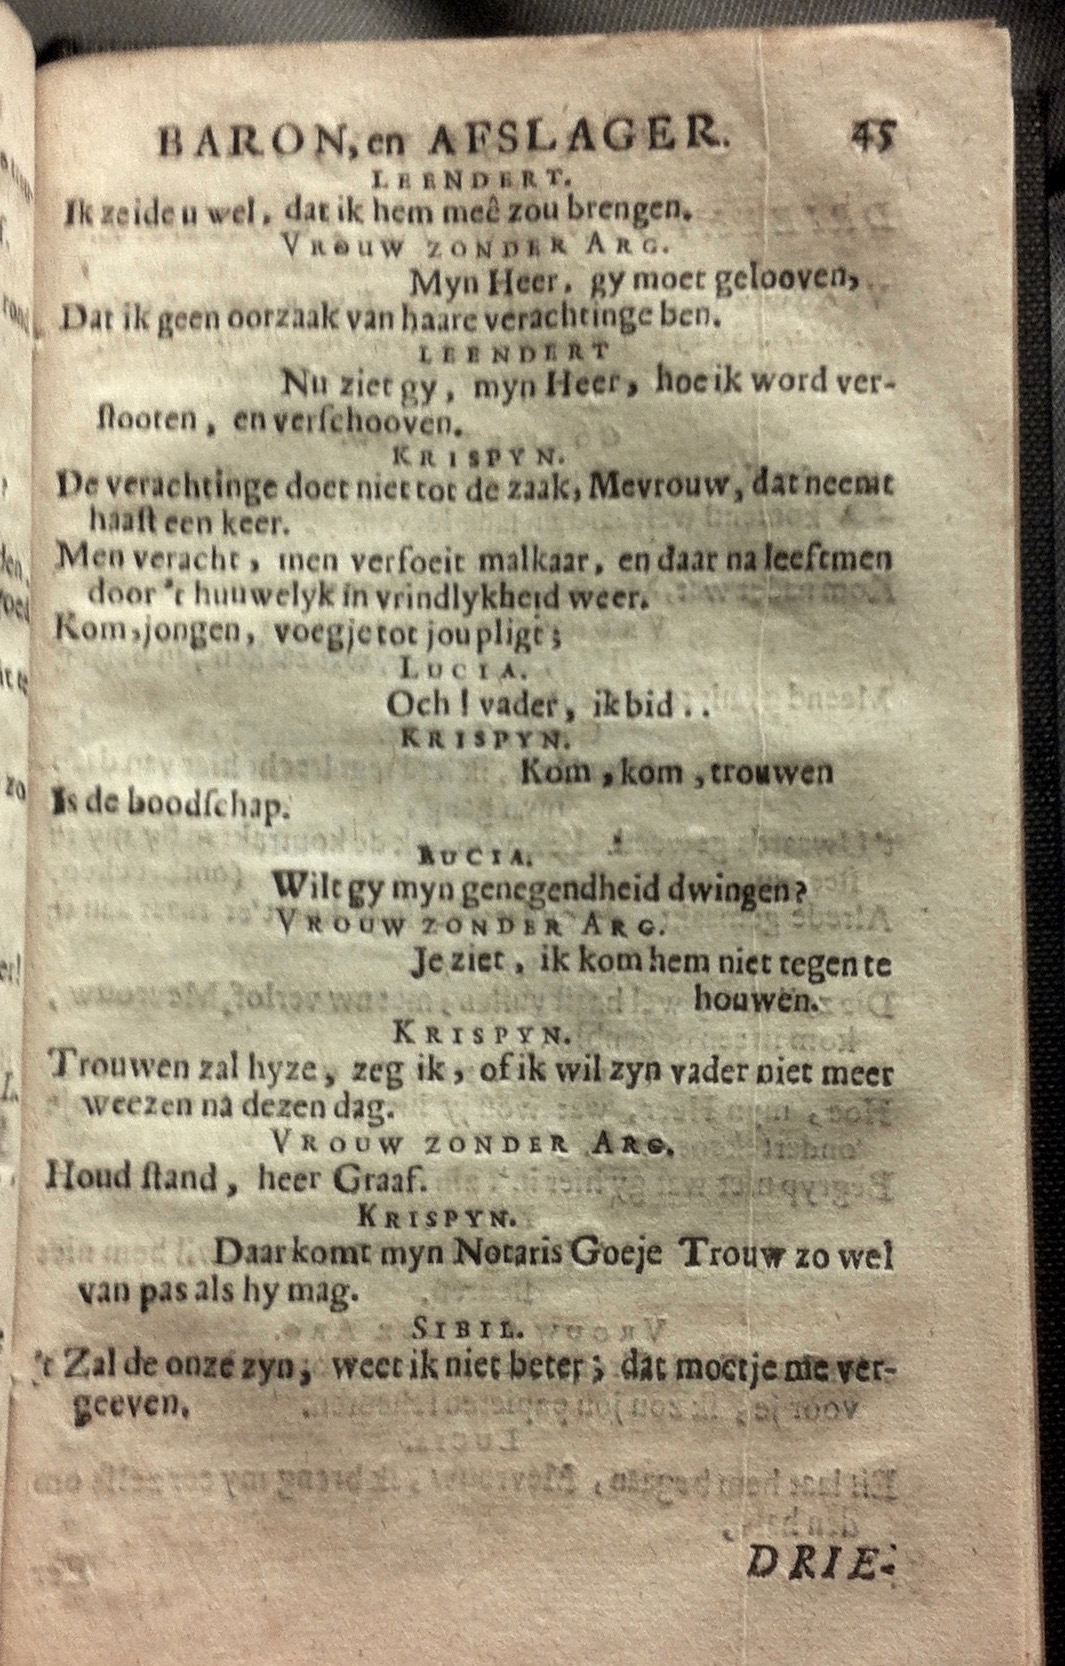 BARON, en AFSLAGER. 45
LEENDERT.
Ik zeide u wel, dat ik hem meê zou brengen.
VROUW ZONDER ARG.
Myn Heer, gy moet gelooven,
Dat ik geen oorzaak van haare verachtinge ben.
LEENDERT
Nu ziet gy, myn Heer, hoe ik word ver-
ſtooten, en verſchooven.
KRISPYN.
De verachtinge doet niet tot de zaak, Mevrouw, dat neemt
haaſt een keer.
Men veracht, men verfoeit malkaar, en daar na leeftmen
door 't huuwelyk in vrindlykheid weer.
Kom, jongen, voeg je tot jou pligt;
LUCIA.
Och! vader, ik bid..
KRISPYN.
Kom, kom, trouwen
Is de boodſchap.
LUCIA.
Wilt gy myn genegendheid dwingen?
VROUW ZONDER ARG.
Je ziet, ik kom hem niet tegen te
houwen.
KRISPYN.
Trouwen zal hyze, zeg ik, of ik wil zyn vader niet meer
weezen na dezen dag.
VROUW ZONDER ARG.
Houd ſtand, heer Graaf.
KRISPYN.
Daar komt myn Notaris Goeje Trouw zo wel
van pas als hy mag.
SIBIL.
't Zal de onze zyn, weet ik niet beter; dat moet je me ver-
geeven.
DRIE-